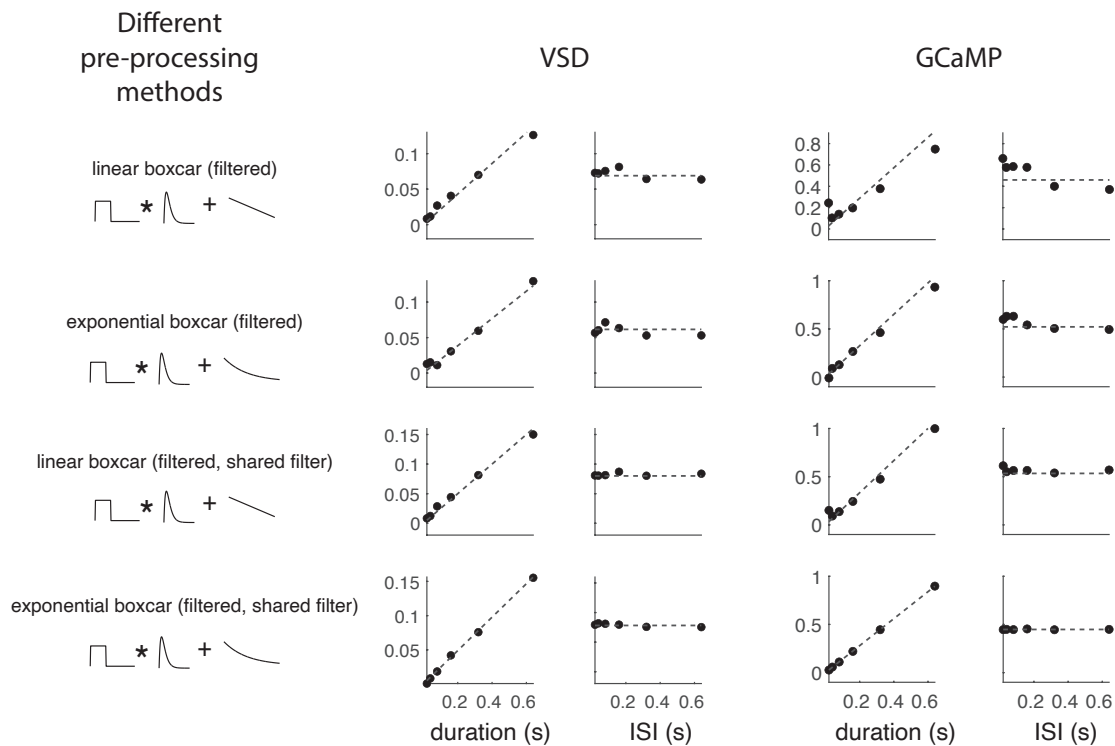 Different
pre-processing
methods
VSD
GCaMP
linear boxcar (filtered)
* +
0.1
0.05
0
0.8
0.6
0.4
0.2
0
exponential boxcar (filtered)
* +
0.1
0.05
0
1
0.5
0
linear boxcar (filtered, shared filter)
* +
0.15
0.1
0.05
0
1
0.5
0
exponential boxcar (filtered, shared filter)
* +
0.15
0.1
0.05
1
0.5
0
0.2 0.4 0.6
0.2 0.4 0.6
0.2 0.4 0.6
0.2 0.4 0.6
duration (s)
ISI (s)
duration (s)
ISI (s)